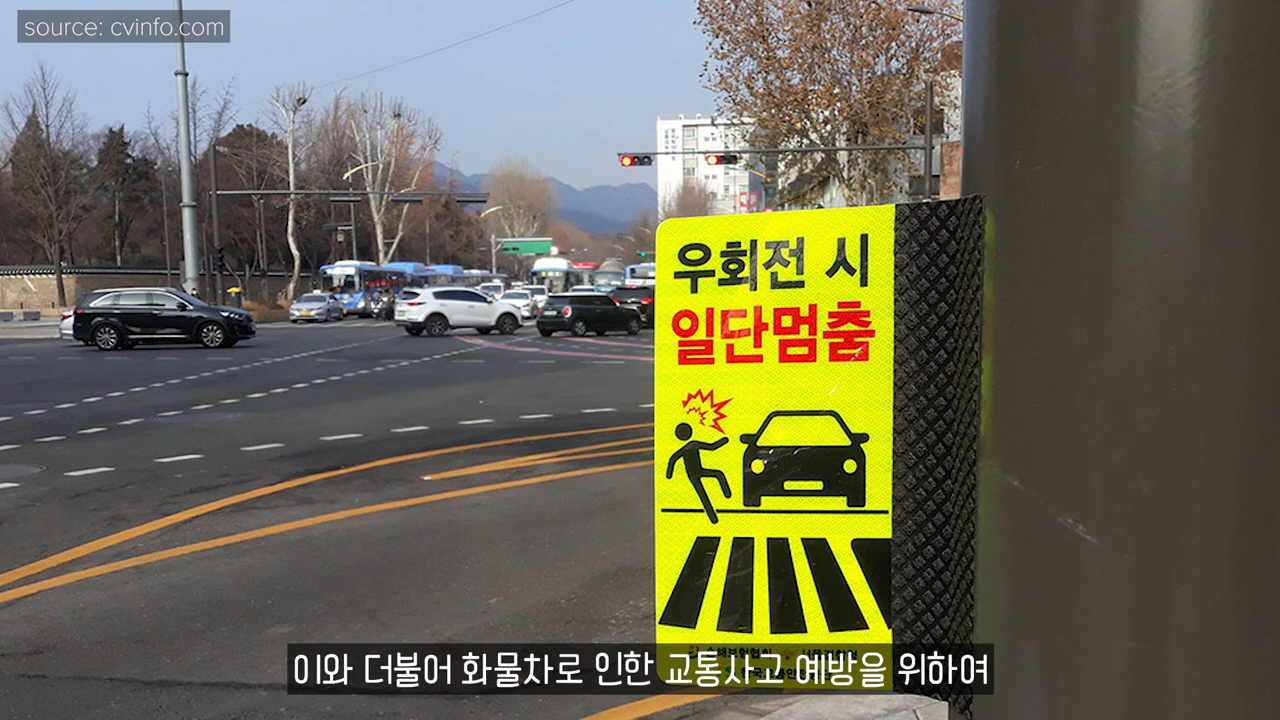 source: cvinfo.com
우회전 시
일단멈춤
이와 더불어 화물차로 인한 교통사고 예방을 위하여